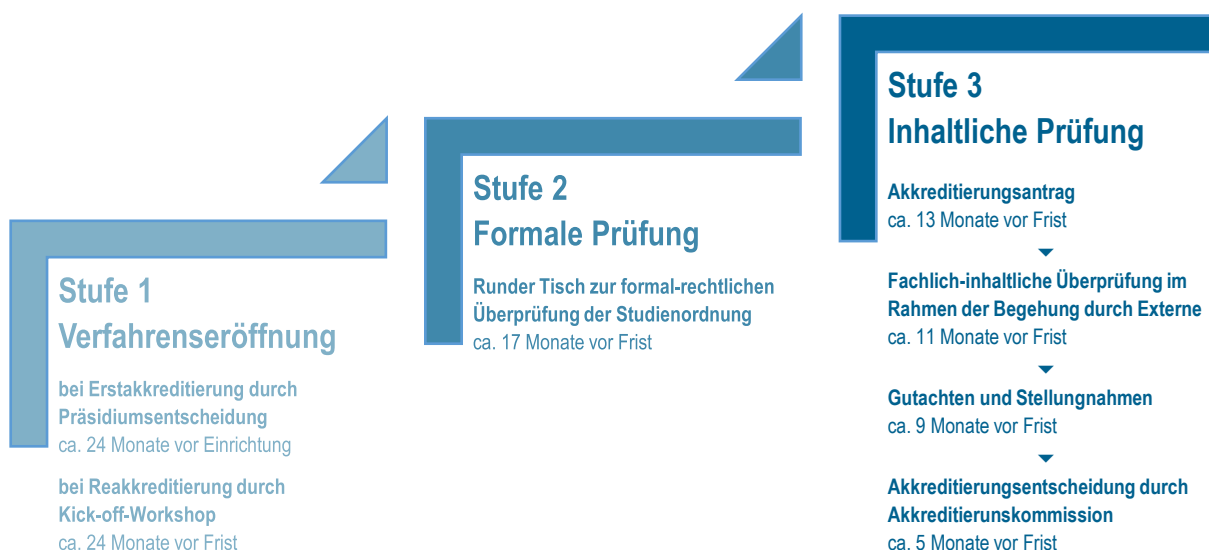 Stufe 1
Verfahrenseröffnung
bei Erstakkreditierung durch
Präsidiumsentscheidung
ca. 24 Monate vor Einrichtung
bei Reakkreditierung durch
Kick-off-Workshop
ca. 24 Monate vor Frist
Stufe 2
Formale Prüfung
Runder Tisch zur formal-rechtlichen
Überprüfung der Studienordnung
ca. 17 Monate vor Frist
Stufe 3
Inhaltliche Prüfung
Akkreditierungsantrag
ca. 13 Monate vor Frist
Fachlich-inhaltliche Überprüfung im
Rahmen der Begehung durch Externe
ca. 11 Monate vor Frist
Gutachten und Stellungnahmen
ca. 9 Monate vor Frist
Akkreditierungsentscheidung durch
Akkreditierunskommission
ca. 5 Monate vor Frist